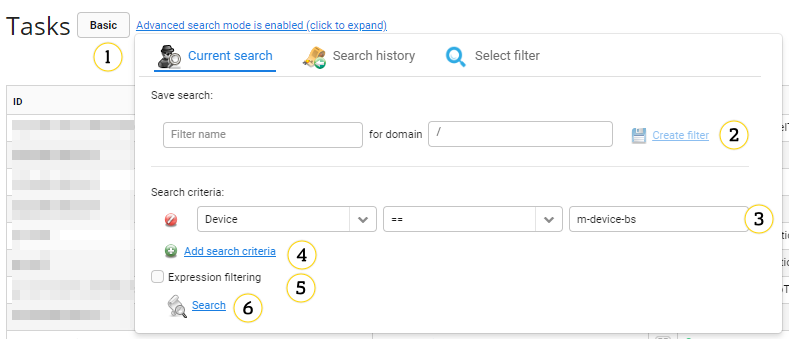 Tasks Basic Advanced search mode is enabled (click to expand)
1
Current search Search history Select filter
ID
Save search:
Filter name for domain / Create filter 2
Search criteria:
Device == m-device-bs 3
Add search criteria 4
Expression filtering 5
Search 6